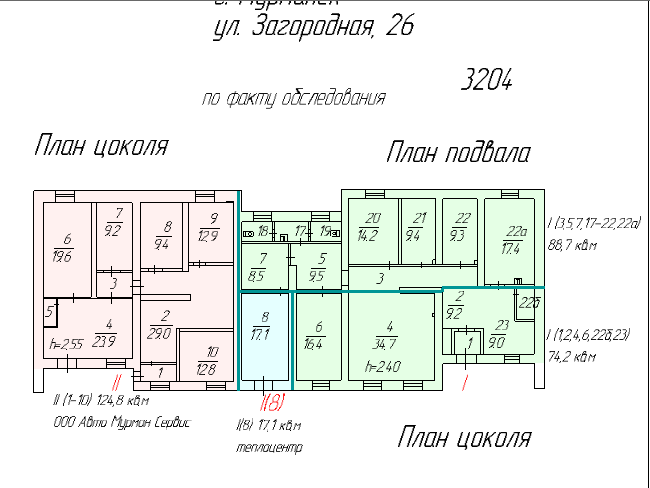 г. Мурманск
ул. Загородная, 26
3204
по факту обследования
План цоколя
План подвала
7 9.2
8 9.4
9 12.9
6 19.6
3
5
4 23.9
h=2.55
2 29.0
10 12.8
1
18
17
19
7 8,5
5 9,5
8 17.1
6 16,4
20 14.2
21 9,4
22 9,3
22а 17.4
3
4 34,7
h=2.40
2 9.2
1
23 9.0
22б
I (3,5,7,17-22,22а)
88,7 кв.м
I (1,2,4,6,22б,23)
74,2 кв.м
II
I(8)
I
II (1-10) 124,8 кв.м
ООО Авто Мурман Сервис
I(8) 17,1 кв.м
теплоцентр
План цоколя